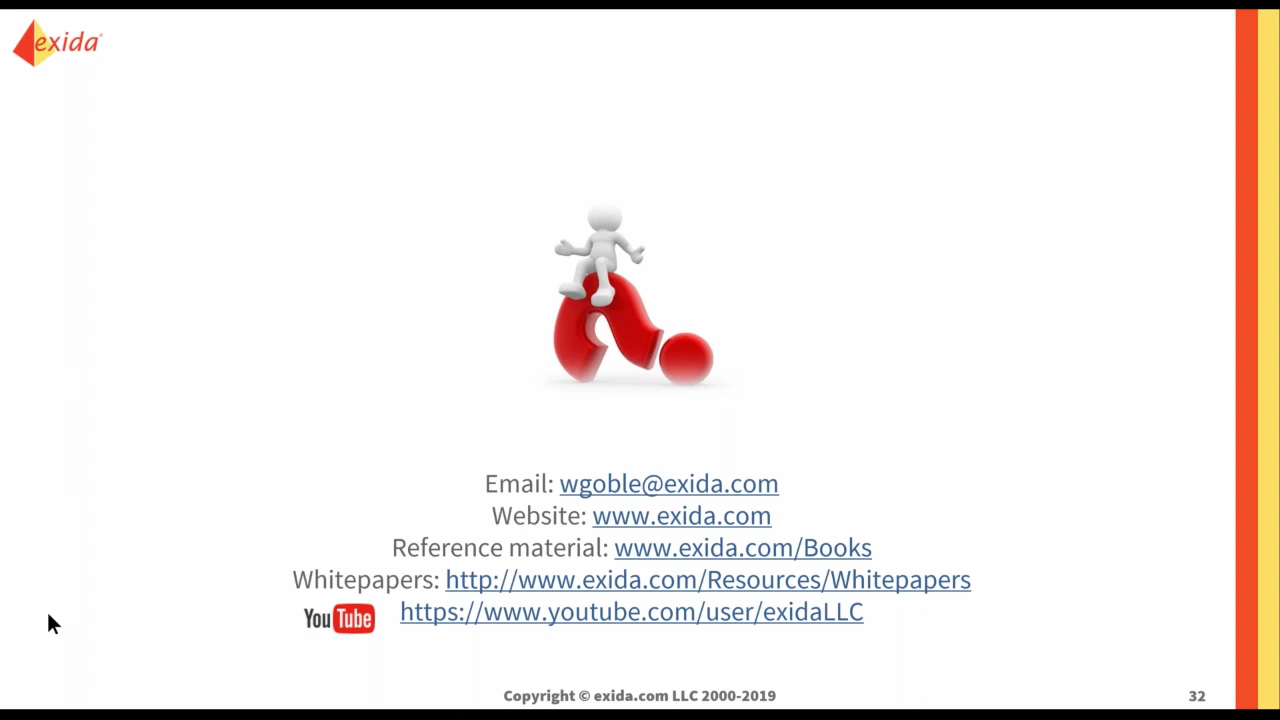 exida
Email: wgoble@exida.com
Website: www.exida.com
Reference material: www.exida.com/Books
Whitepapers: http://www.exida.com/Resources/Whitepapers
YouTube https://www.youtube.com/user/exidaLLC
Copyright © exida.com LLC 2000-2019 32